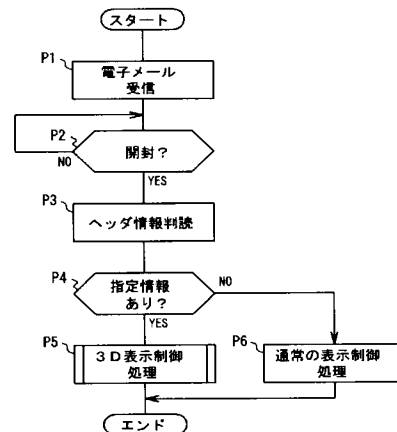 スタート
P1
電子メール
受信
P2
開封？
NO
YES
P3
ヘッダ情報判読
P4
指定情報
あり？
NO
YES
P5
3D表示制御
処理
P6
通常の表示制御
処理
エンド